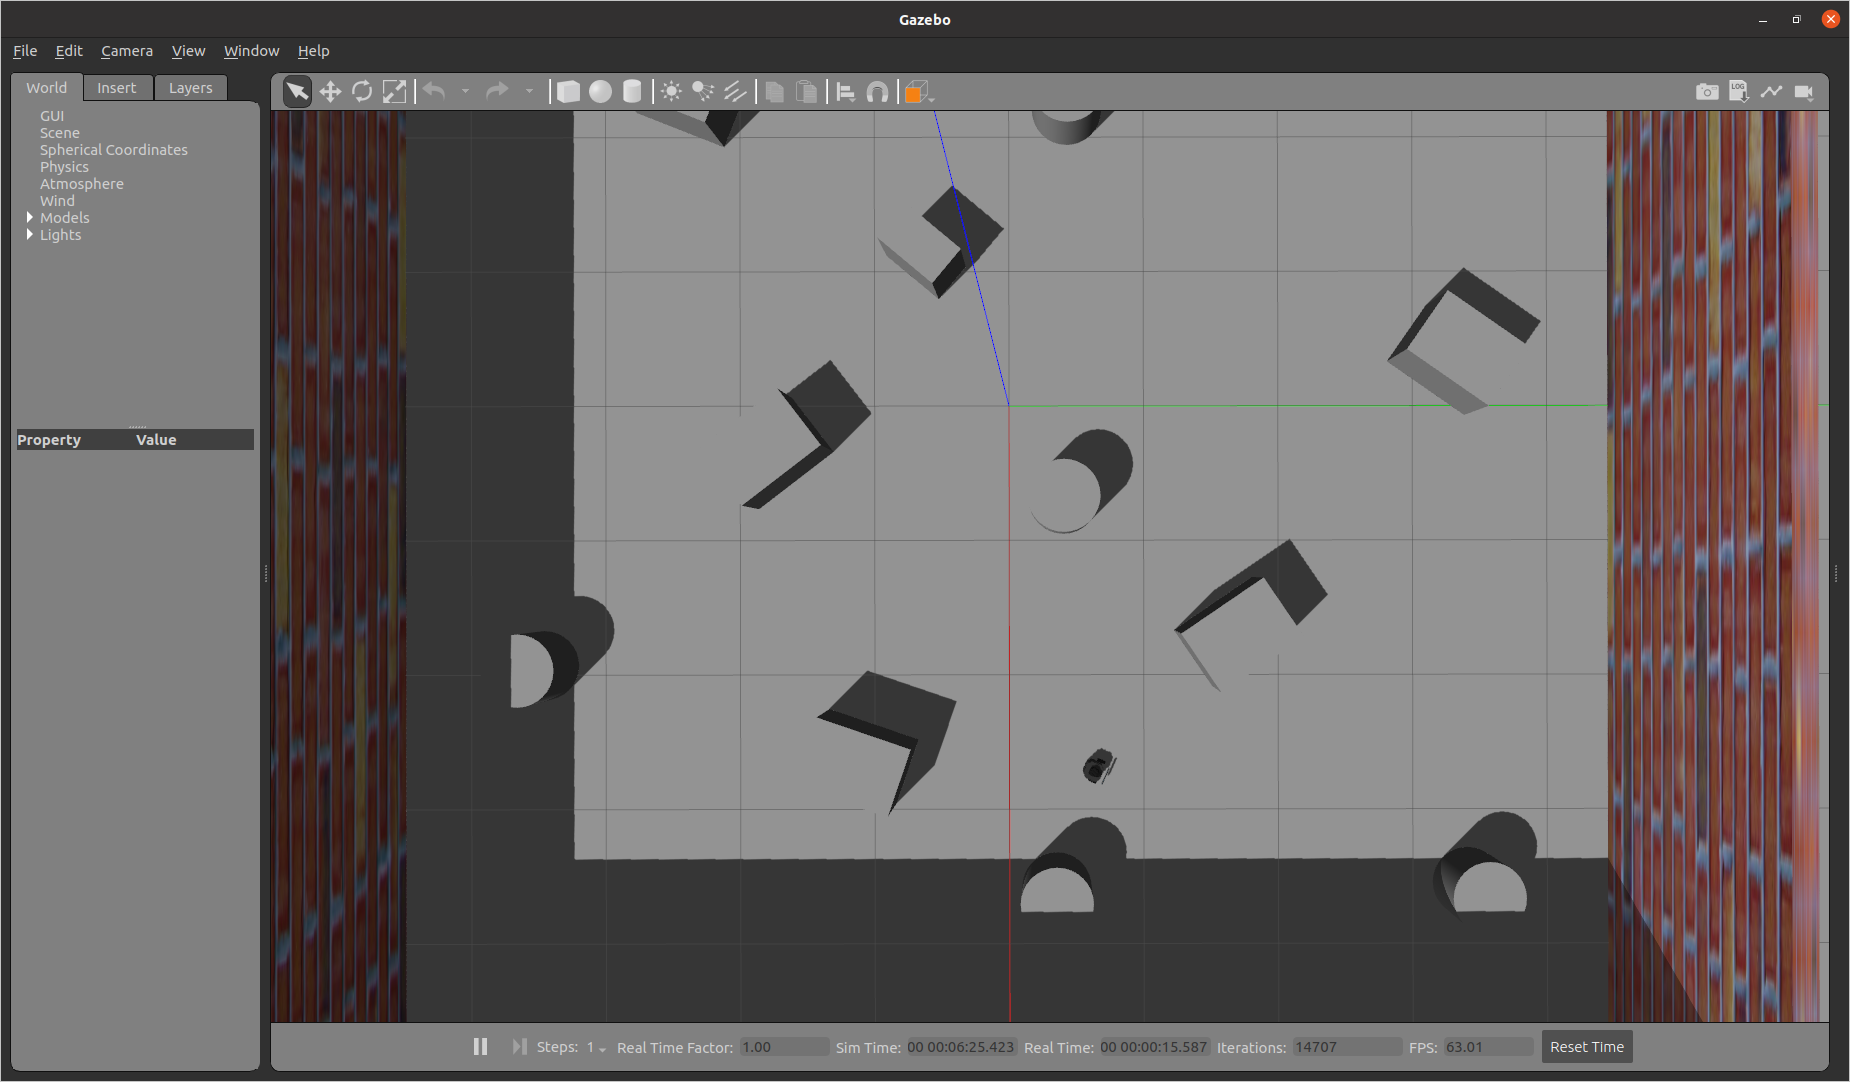 Gazebo
File Edit Camera View Window Help
World Insert Layers
LOG
GUI
Scene
Spherical Coordinates
Physics
Atmosphere
Wind
Models
Lights
Property Value
Steps: 1 Real Time Factor: 1.00 Sim Time: 00 00:06:25.423 Real Time: 00 00:00:15.587 Iterations: 14707 FPS: 63.01 Reset Time